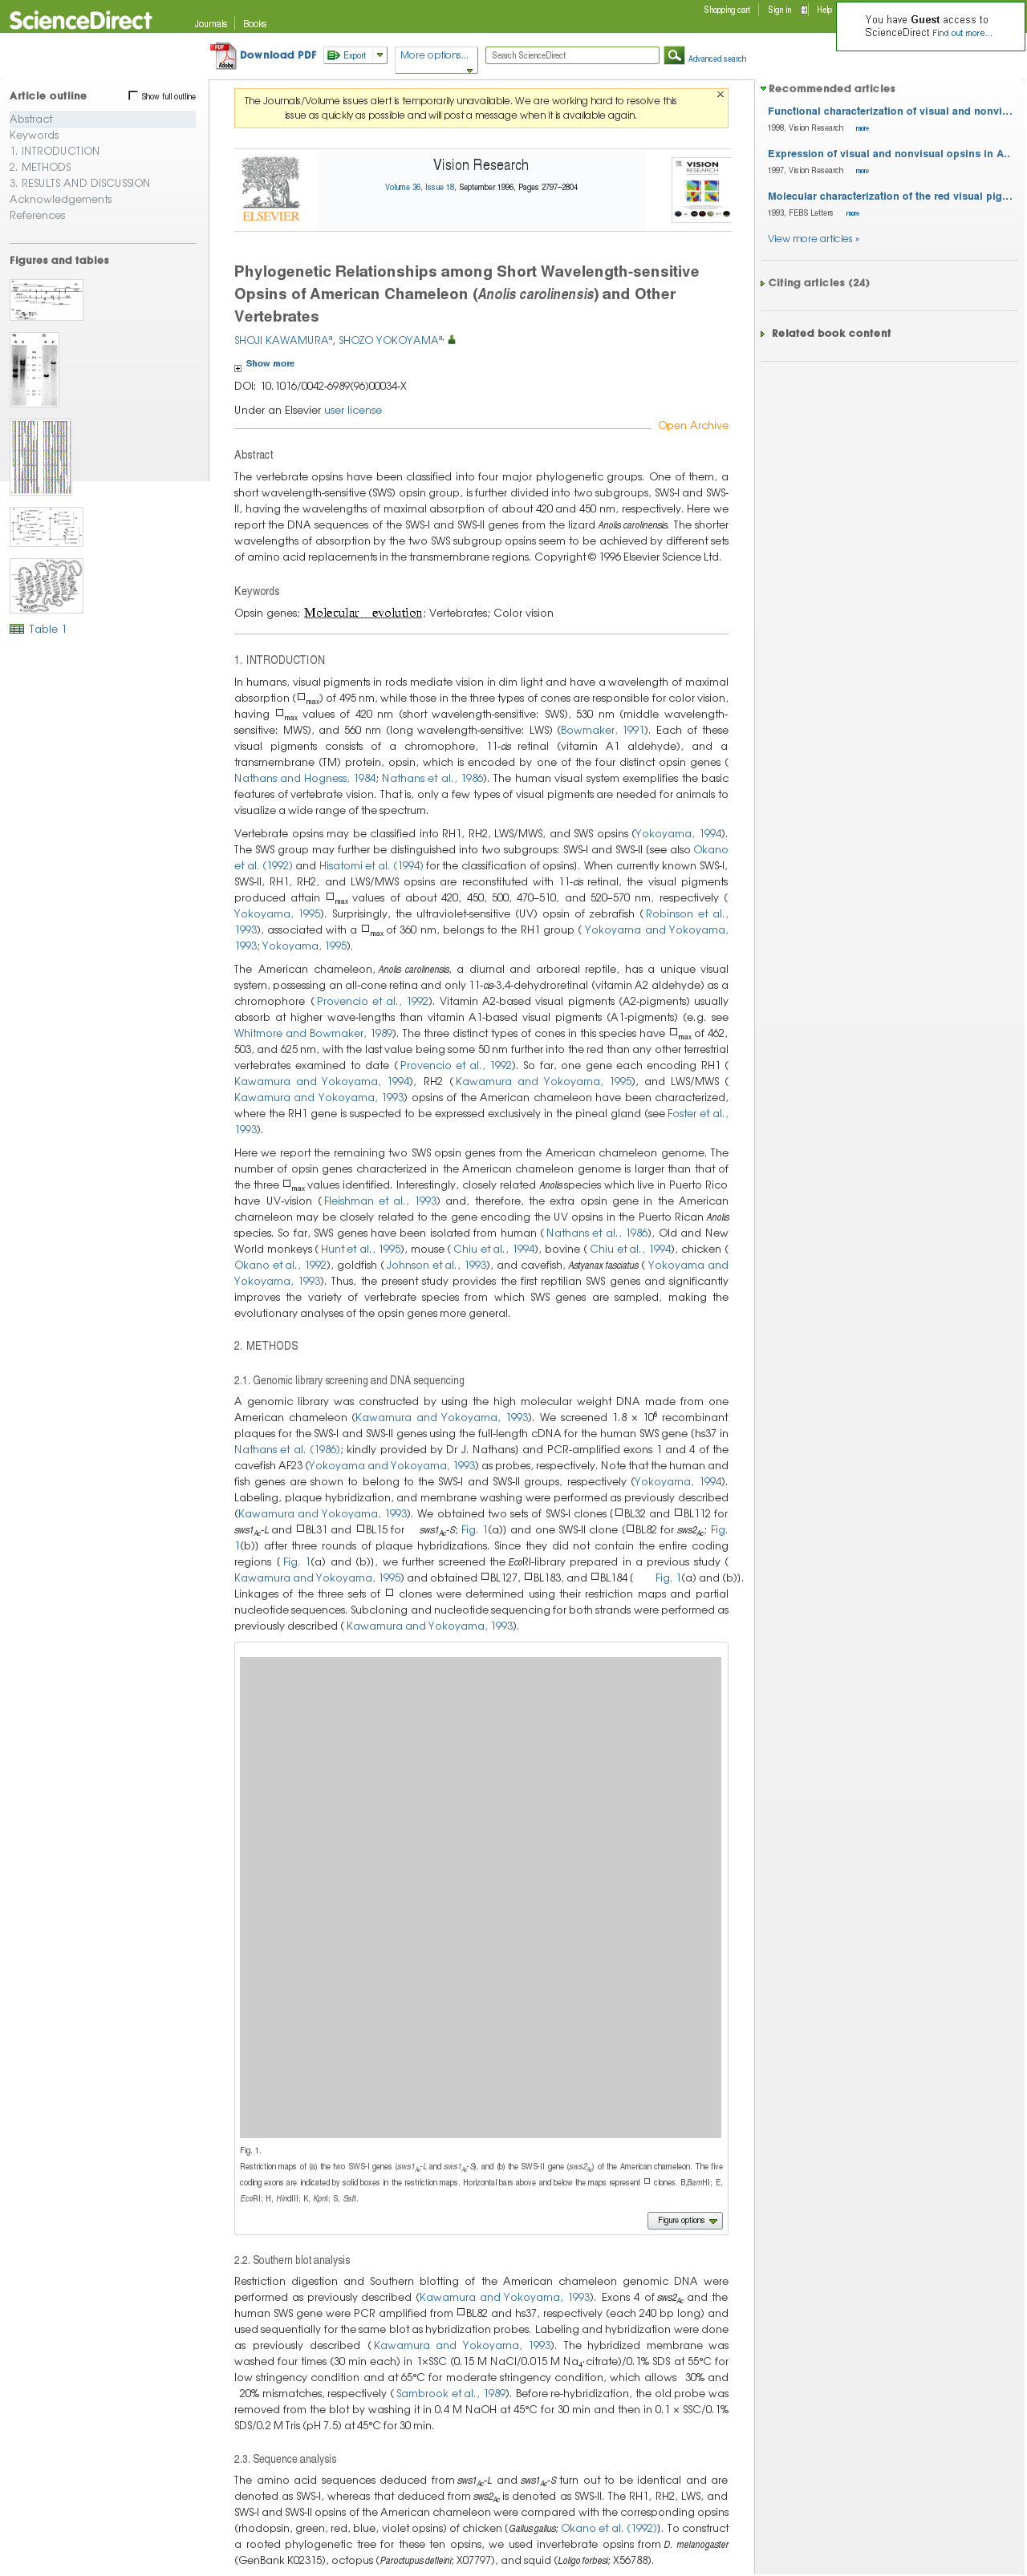 ScienceDirect
Journals
Books
Shopping cart
Sign in
Help
You have Guest access to
ScienceDirect Find out more...
Download PDF
Export
More options...
Search ScienceDirect
Advanced search
Article outline
Show full outline
Abstract
Keywords
1. INTRODUCTION
2. METHODS
3. RESULTS AND DISCUSSION
Acknowledgements
References
Figures and tables
Table 1
The Journals/Volume issues alert is temporarily unavailable. We are working hard to resolve this
issue as quickly as possible and will post a message when it is available again.
ELSEVIER
Vision Research
Volume 36, Issue 18, September 1996, Pages 2797–2804
VISION
RESEARCH
Phylogenetic Relationships among Short Wavelength-sensitive
Opsins of American Chameleon (Anolis carolinensis) and Other
Vertebrates
SHOJI KAWAMURAa, SHOZO YOKOYAMAa,
Show more
DOI: 10.1016/0042-6989(96)00034-X
Under an Elsevier user license
Open Archive
Abstract
The vertebrate opsins have been classified into four major phylogenetic groups. One of them, a
short wavelength-sensitive (SWS) opsin group, is further divided into two subgroups, SWS-I and SWS-
II, having the wavelengths of maximal absorption of about 420 and 450 nm, respectively. Here we
report the DNA sequences of the SWS-I and SWS-II genes from the lizard Anolis carolinensis. The shorter
wavelengths of absorption by the two SWS subgroup opsins seem to be achieved by different sets
of amino acid replacements in the transmembrane regions. Copyright © 1996 Elsevier Science Ltd.
Keywords
Opsin genes; Molecular evolution; Vertebrates; Color vision
1. INTRODUCTION
In humans, visual pigments in rods mediate vision in dim light and have a wavelength of maximal
absorption (□max) of 495 nm, while those in the three types of cones are responsible for color vision,
having □max values of 420 nm (short wavelength-sensitive: SWS), 530 nm (middle wavelength-
sensitive: MWS), and 560 nm (long wavelength-sensitive: LWS) (Bowmaker, 1991). Each of these
visual pigments consists of a chromophore, 11-cis retinal (vitamin A1 aldehyde), and a
transmembrane (TM) protein, opsin, which is encoded by one of the four distinct opsin genes (
Nathans and Hogness, 1984; Nathans et al., 1986). The human visual system exemplifies the basic
features of vertebrate vision. That is, only a few types of visual pigments are needed for animals to
visualize a wide range of the spectrum.
Vertebrate opsins may be classified into RH1, RH2, LWS/MWS, and SWS opsins (Yokoyama, 1994).
The SWS group may further be distinguished into two subgroups: SWS-I and SWS-II [see also Okano
et al. (1992) and Hisatomi et al. (1994) for the classification of opsins]. When currently known SWS-I,
SWS-II, RH1, RH2, and LWS/MWS opsins are reconstituted with 11-cis retinal, the visual pigments
produced attain □max values of about 420, 450, 500, 470–510, and 520–570 nm, respectively (
Yokoyama, 1995). Surprisingly, the ultraviolet-sensitive (UV) opsin of zebrafish (Robinson et al.,
1993), associated with a □max of 360 nm, belongs to the RH1 group (Yokoyama and Yokoyama,
1993; Yokoyama, 1995).
The American chameleon, Anolis carolinensis, a diurnal and arboreal reptile, has a unique visual
system, possessing an all-cone retina and only 11-cis-3,4-dehydroretinal (vitamin A2 aldehyde) as a
chromophore (Provencio et al., 1992). Vitamin A2-based visual pigments (A2-pigments) usually
absorb at higher wave-lengths than vitamin A1-based visual pigments (A1-pigments) (e.g. see
Whitmore and Bowmaker, 1989). The three distinct types of cones in this species have □max of 462,
503, and 625 nm, with the last value being some 50 nm further into the red than any other terrestrial
vertebrates examined to date (Provencio et al., 1992). So far, one gene each encoding RH1 (
Kawamura and Yokoyama, 1994), RH2 (Kawamura and Yokoyama, 1995), and LWS/MWS (
Kawamura and Yokoyama, 1993) opsins of the American chameleon have been characterized,
where the RH1 gene is suspected to be expressed exclusively in the pineal gland (see Foster et al.,
1993).
Here we report the remaining two SWS opsin genes from the American chameleon genome. The
number of opsin genes characterized in the American chameleon genome is larger than that of
the three □max values identified. Interestingly, closely related Anolis species which live in Puerto Rico
have UV-vision (Fleishman et al., 1993) and, therefore, the extra opsin gene in the American
chameleon may be closely related to the gene encoding the UV opsins in the Puerto Rican Anolis
species. So far, SWS genes have been isolated from human (Nathans et al., 1986), Old and New
World monkeys (Hunt et al., 1995), mouse (Chiu et al., 1994), bovine (Chiu et al., 1994), chicken (
Okano et al., 1992), goldfish (Johnson et al., 1993), and cavefish, Astyanax fasciatus (Yokoyama and
Yokoyama, 1993). Thus, the present study provides the first reptilian SWS genes and significantly
improves the variety of vertebrate species from which SWS genes are sampled, making the
evolutionary analyses of the opsin genes more general.
2. METHODS
2.1. Genomic library screening and DNA sequencing
A genomic library was constructed by using the high molecular weight DNA made from one
American chameleon (Kawamura and Yokoyama, 1993). We screened 1.8 × 10⁶ recombinant
plaques for the SWS-I and SWS-II genes using the full-length cDNA for the human SWS gene [hs37 in
Nathans et al. (1986); kindly provided by Dr J. Nathans] and PCR-amplified exons 1 and 4 of the
cavefish AF23 (Yokoyama and Yokoyama, 1993) as probes, respectively. Note that the human and
fish genes are shown to belong to the SWS-I and SWS-II groups, respectively (Yokoyama, 1994).
Labeling, plaque hybridization, and membrane washing were performed as previously described
(Kawamura and Yokoyama, 1993). We obtained two sets of SWS-I clones [□BL32 and □BL112 for
sws1Ac-L and □BL31 and □BL15 for sws1Ac-S; Fig. 1(a)] and one SWS-II clone [□BL82 for sws2Ac; Fig.
1(b)] after three rounds of plaque hybridizations. Since they did not contain the entire coding
regions [Fig. 1(a) and (b)], we further screened the EcoRI-library prepared in a previous study (
Kawamura and Yokoyama, 1995) and obtained □BL127, □BL183, and □BL184 [Fig. 1(a) and (b)].
Linkages of the three sets of □ clones were determined using their restriction maps and partial
nucleotide sequences. Subcloning and nucleotide sequencing for both strands were performed as
previously described (Kawamura and Yokoyama, 1993).
Fig. 1.
Restriction maps of (a) the two SWS-I genes (sws1Ac-L and sws1Ac-S), and (b) the SWS-II gene (sws2Ac) of the American chameleon. The five
coding exons are indicated by solid boxes in the restriction maps. Horizontal bars above and below the maps represent □ clones. B,BamHI; E,
EcoRI; H, HindIII; K, KpnI; S, SstI.
Figure options
2.2. Southern blot analysis
Restriction digestion and Southern blotting of the American chameleon genomic DNA were
performed as previously described (Kawamura and Yokoyama, 1993). Exons 4 of sws2Ac and the
human SWS gene were PCR amplified from □BL82 and hs37, respectively (each 240 bp long) and
used sequentially for the same blot as hybridization probes. Labeling and hybridization were done
as previously described (Kawamura and Yokoyama, 1993). The hybridized membrane was
washed four times (30 min each) in 1×SSC (0.15 M NaCl/0.015 M Na4·citrate)/0.1% SDS at 55°C for
low stringency condition and at 65°C for moderate stringency condition, which allows 30% and
20% mismatches, respectively (Sambrook et al., 1989). Before re-hybridization, the old probe was
removed from the blot by washing it in 0.4 M NaOH at 45°C for 30 min and then in 0.1 × SSC/0.1%
SDS/0.2 M Tris (pH 7.5) at 45°C for 30 min.
2.3. Sequence analysis
The amino acid sequences deduced from sws1Ac-L and sws1Ac-S turn out to be identical and are
denoted as SWS-I, whereas that deduced from sws2Ac is denoted as SWS-II. The RH1, RH2, LWS, and
SWS-I and SWS-II opsins of the American chameleon were compared with the corresponding opsins
(rhodopsin, green, red, blue, violet opsins) of chicken [Gallus gallus; Okano et al. (1992)]. To construct
a rooted phylogenetic tree for these ten opsins, we used invertebrate opsins from D. melanogaster
(GenBank K02315), octopus (Paroctopus defleini; X07797), and squid (Loligo forbesi; X56788).
Recommended articles
Functional characterization of visual and nonvi...
1998, Vision Research more
Expression of visual and nonvisual opsins in A..
1997, Vision Research more
Molecular characterization of the red visual pig...
1993, FEBS Letters more
View more articles »
Citing articles (24)
Related book content